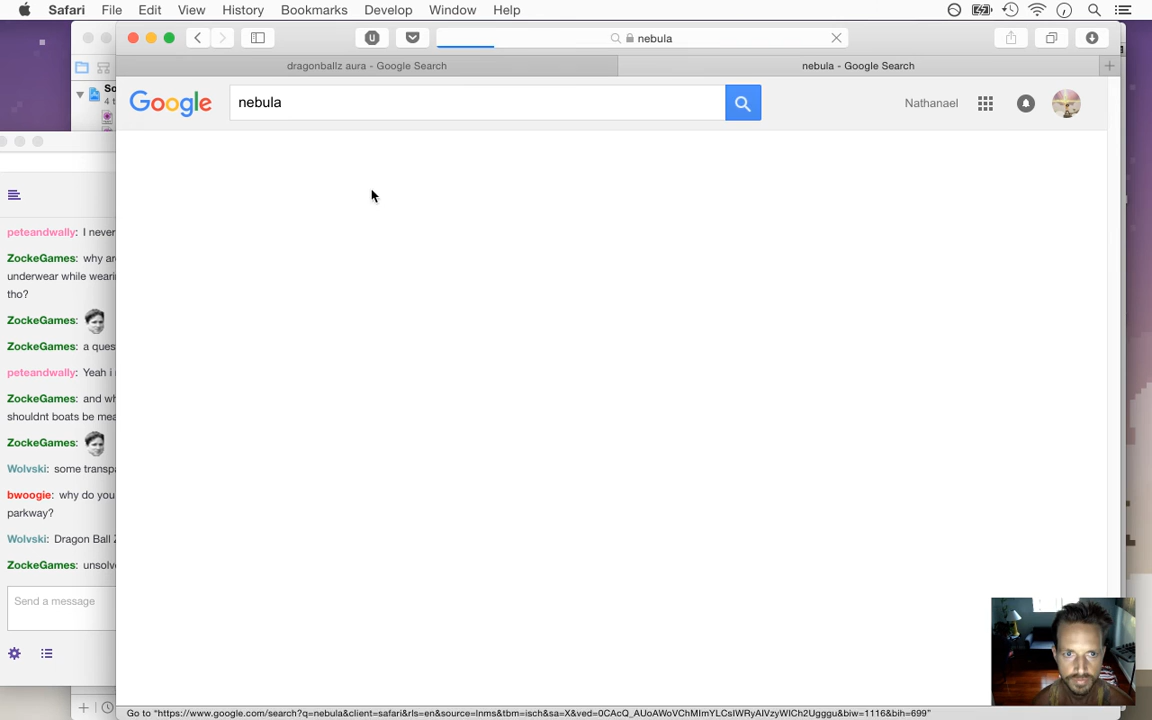 Safari File Edit View History Bookmarks Develop Window Help
nebula
dragonballz aura - Google Search
nebula - Google Search
So
4 t
Google
nebula
Nathanael
peteandwally: I never
ZockeGames: why ar
underwear while weari
tho?
ZockeGames:
ZockeGames: a ques
peteandwally: Yeah i
ZockeGames: and wh
shouldnt boats be mea
ZockeGames:
Wolvski: some transpa
bwoogie: why do you
parkway?
Wolvski: Dragon Ball Z
ZockeGames: unsolv
Send a message
Go to "https://www.google.com/search?q=nebula&client=safari&rls=en&source=lnms&tbm=isch&sa=X&ved=0CAcQ_AUoAWoVChMImYLCsIWRyAIVzyWICh2Ugggu&biw=1116&bih=699"